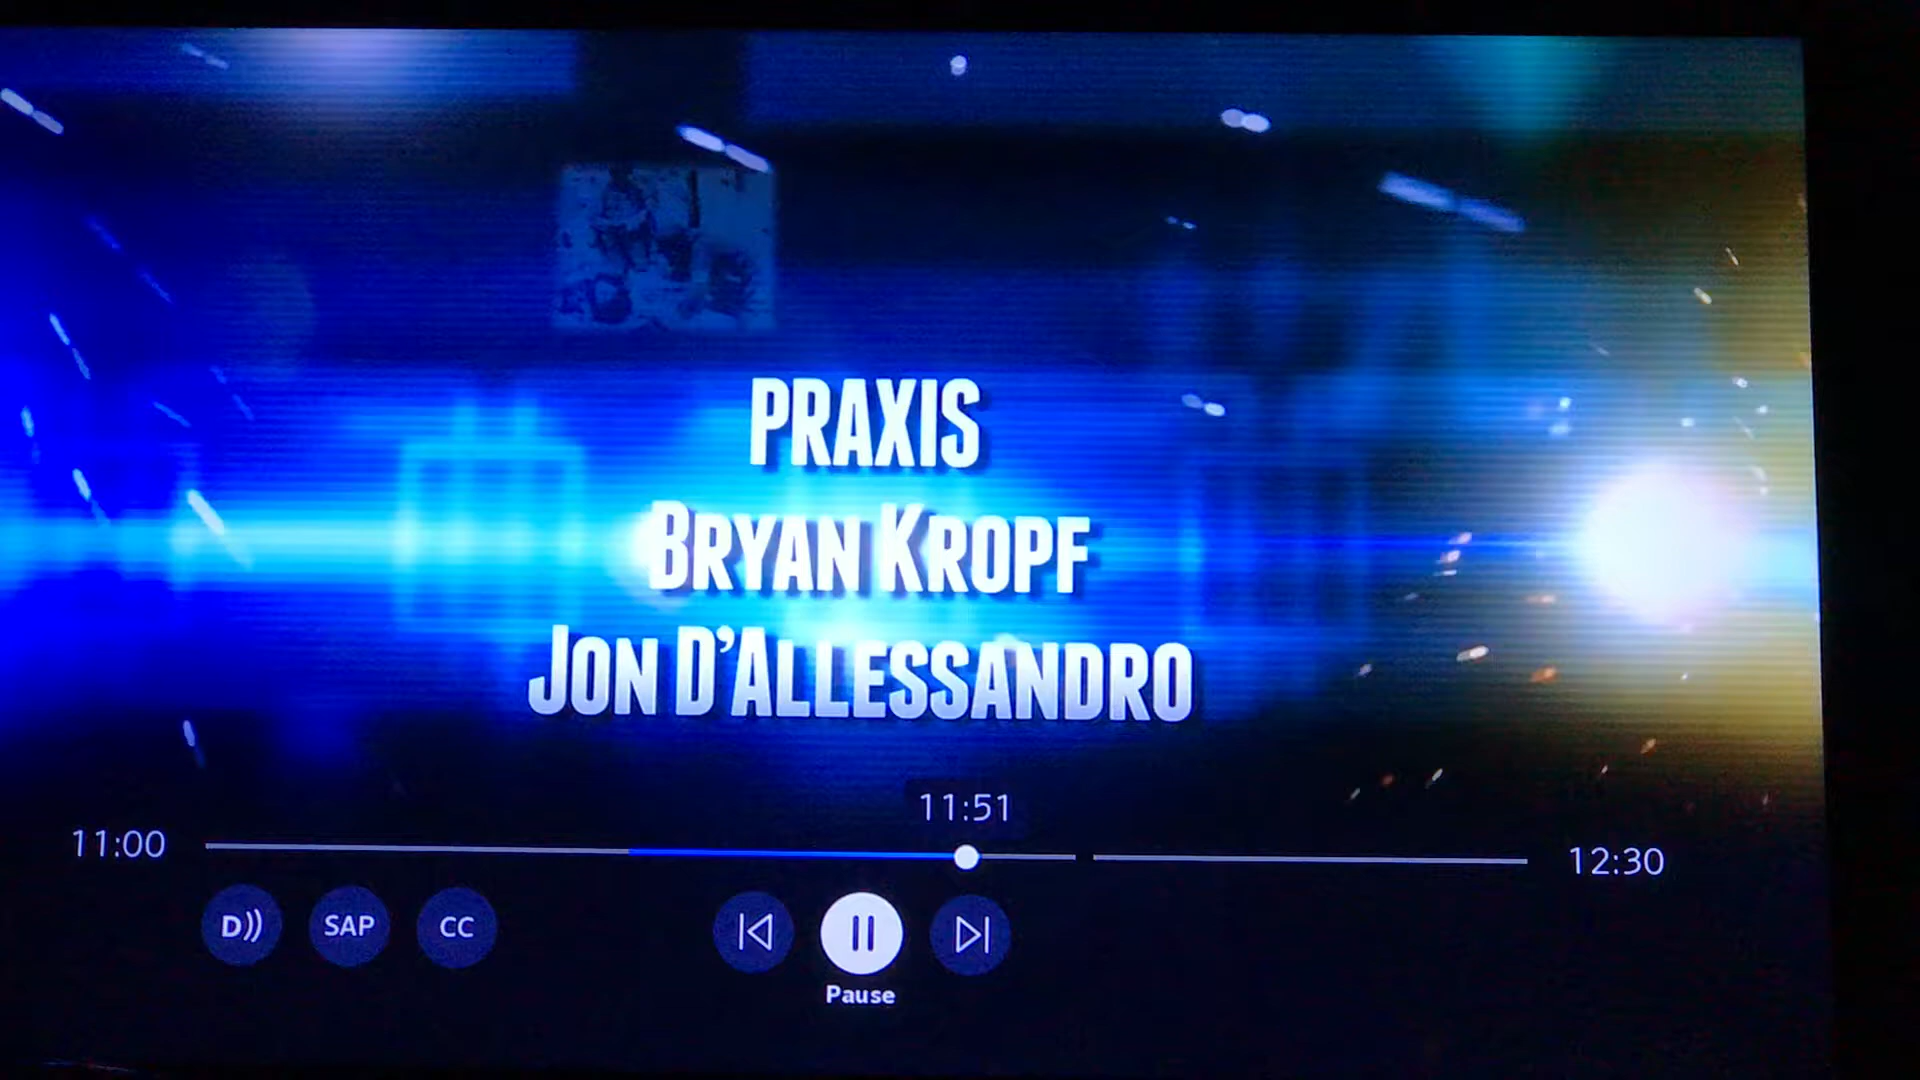 PRAXIS
BRYAN KROPF
JON D'ALLESSANDRO
11:51
11:00
12:30
D))
SAP
CC
Pause